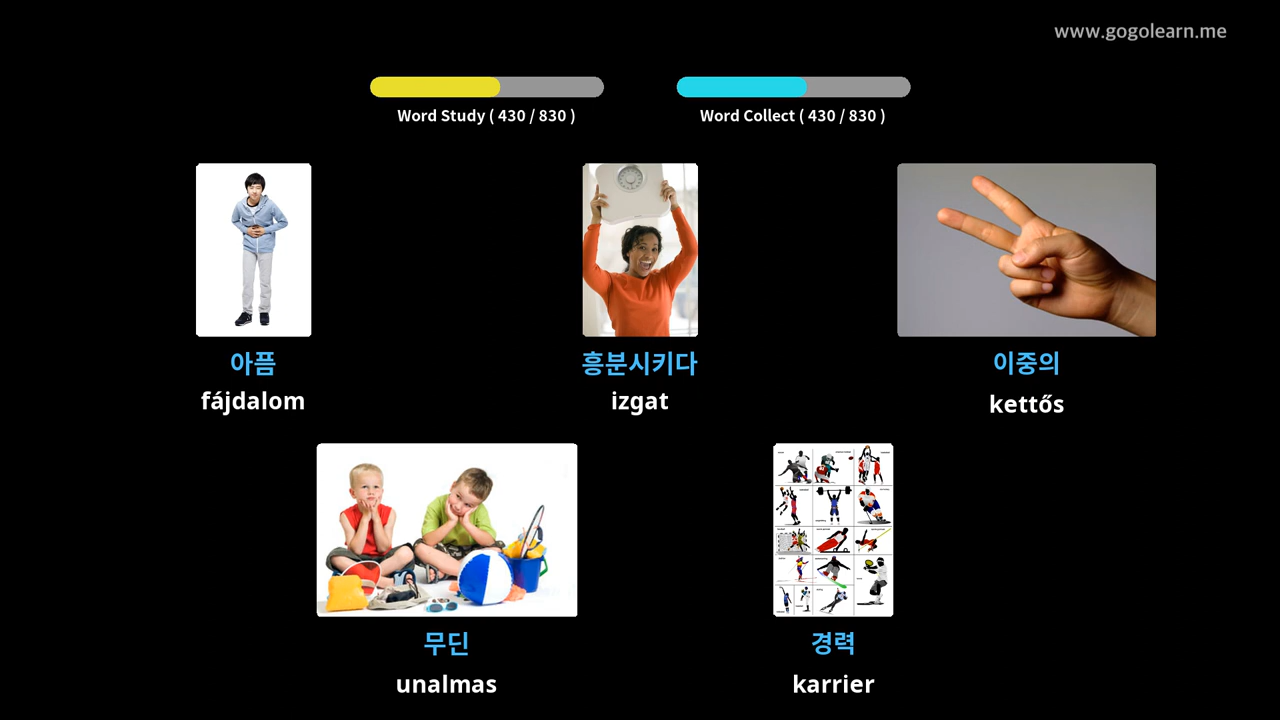 www.gogolearn.me
Word Study ( 430 / 830 )
Word Collect ( 430 / 830 )
아픔
fájdalom
흥분시키다
izgat
이중의
kettős
무딘
unalmas
경력
karrier